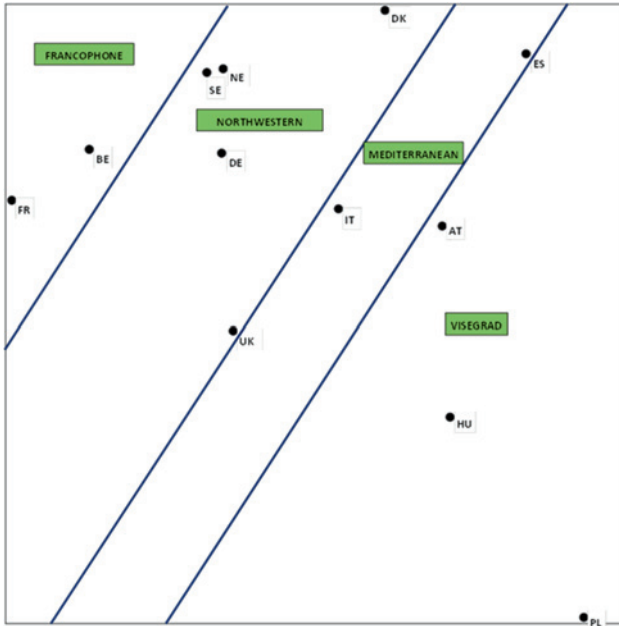 DK
FRANCOPHONE
ES
NE
SE
NORTHWESTERN
BE
DE
MEDITERRANEAN
FR
IT
AT
VISEGRAD
UK
HU
PL